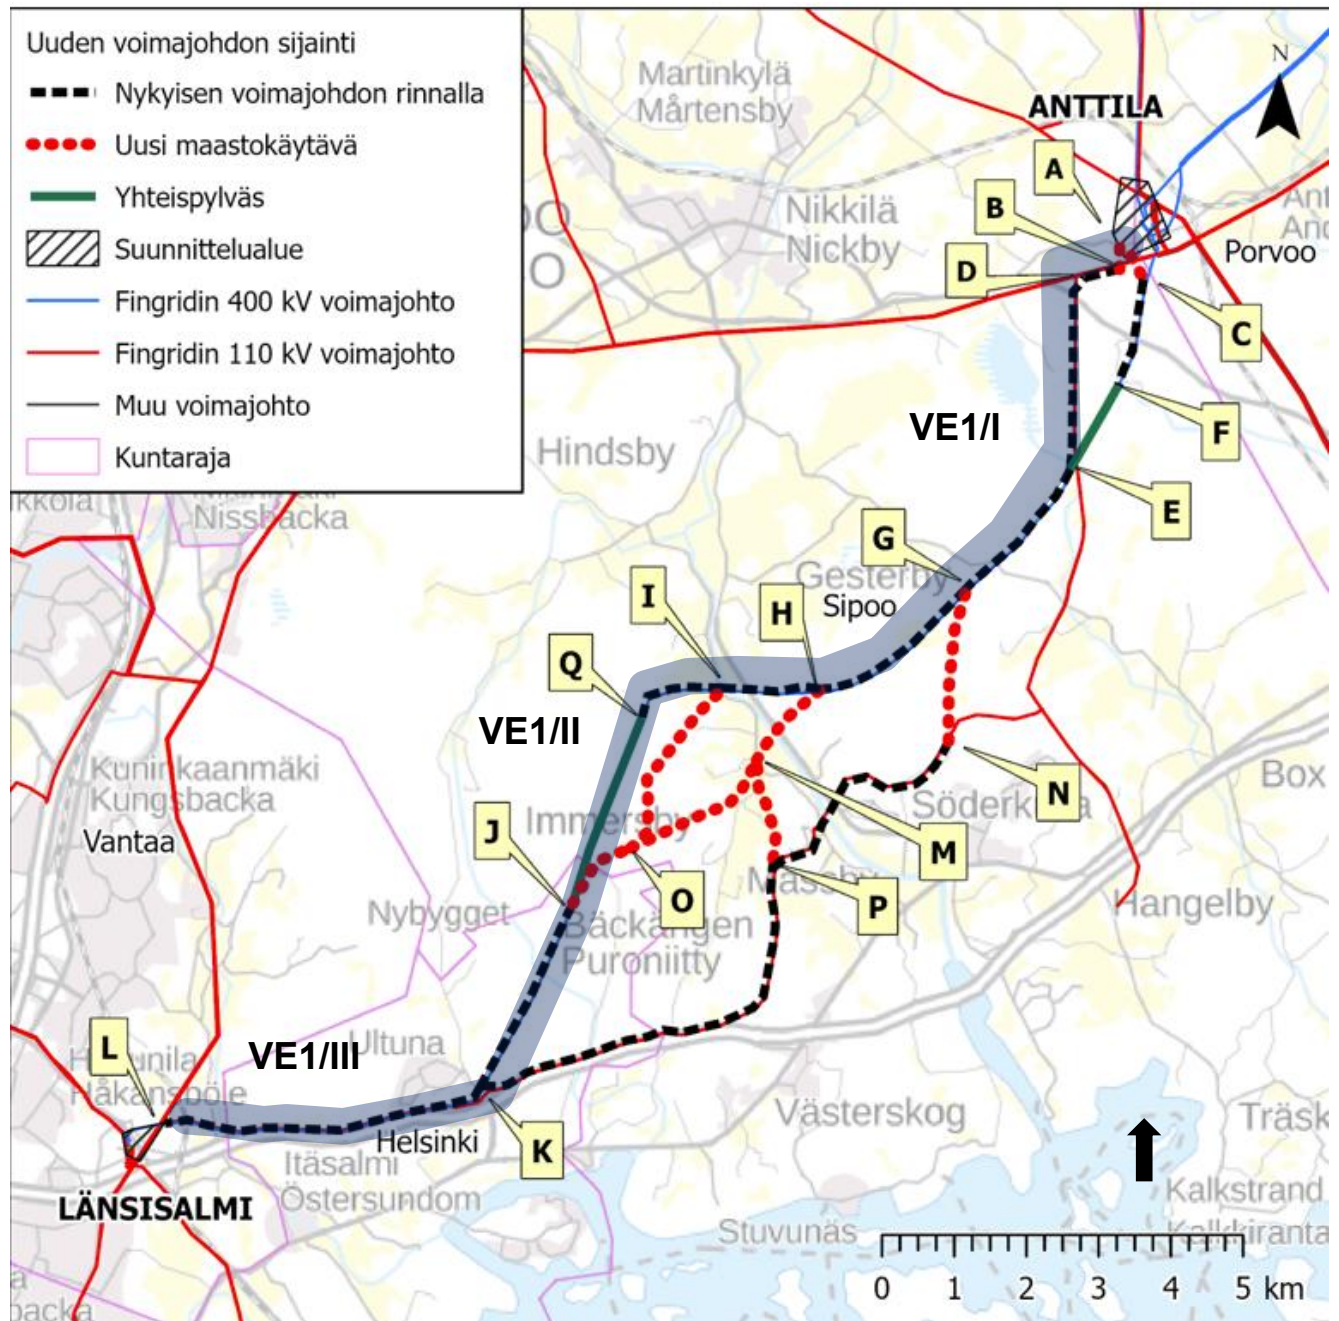 Uuden voimajohdon sijainti
Nykyisen voimajohdon rinnalla
Uusi maastokäytävä
Yhteispylväs
Suunnittelualue
Fingridin 400 kV voimajohto
Fingridin 110 kV voimajohto
Muu voimajohto
Kuntaraja
Martinkylä
Mårtensby
ANTTILA
N
A
B
D
Nikkilä
Nickby
Porvoo
C
VE1/I
F
Hindsby
E
Nissbacka
G
Gesterby
Sipoo
I
H
Q
VE1/II
Kuninkaanmäki
Kungsbacka
Vantaa
Box
N
Immersby
J
M
O
P
Nybygget
Hangelby
Puroniitty
L
VE1/III
Ultuna
Håkansböle
Västerskog
Helsinki
K
Itäsalmi
Östersundom
LÄNSISALMI
Kalkstrand
Stuvunäs
0 1 2 3 4 5 km